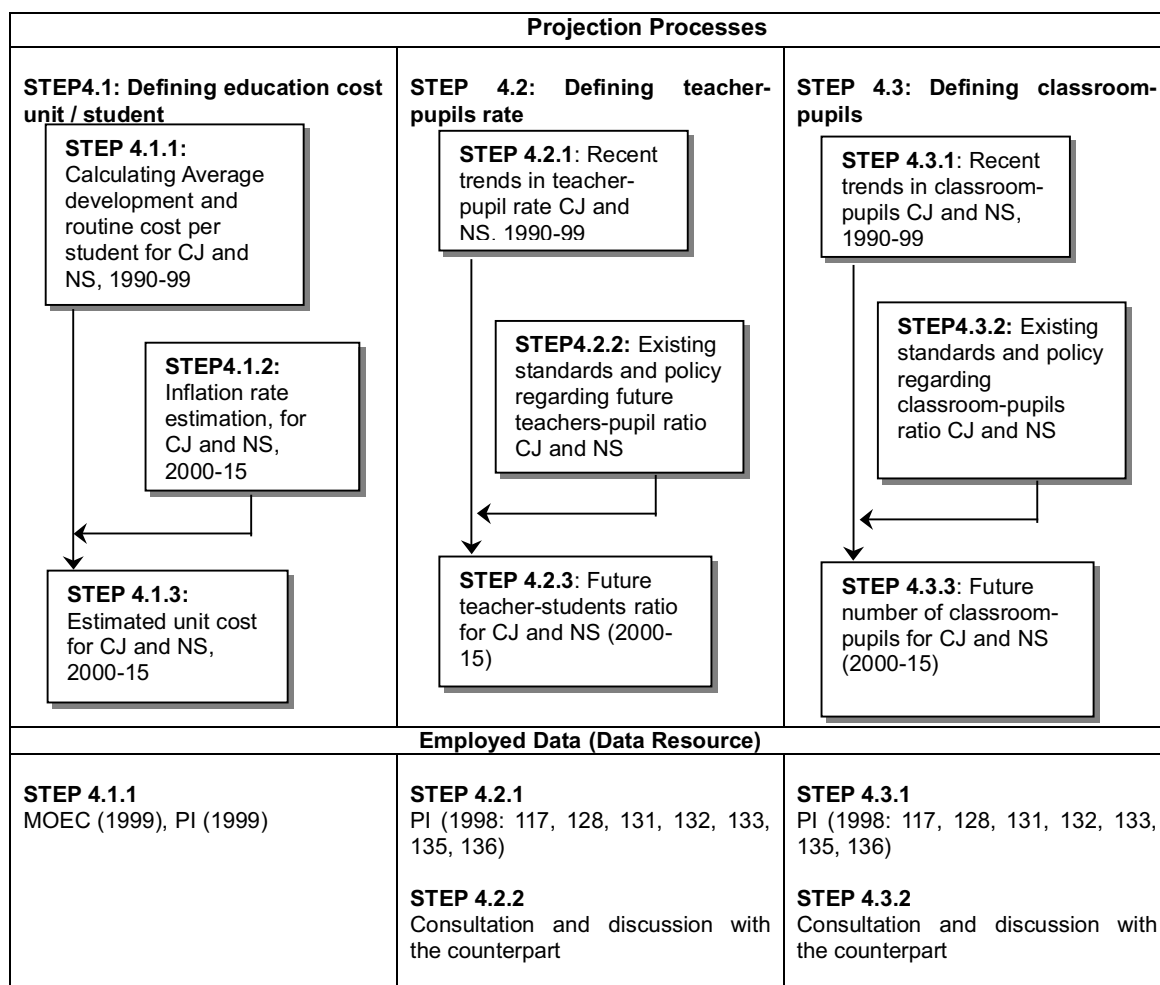 Projection Processes
STEP4.1: Defining education cost
unit / student
STEP 4.1.1:
Calculating Average
development and
routine cost per
student for CJ and
NS, 1990-99
STEP4.1.2:
Inflation rate
estimation, for
CJ and NS,
2000-15
STEP 4.1.3:
Estimated unit cost
for CJ and NS,
2000-15
STEP 4.2: Defining teacher-
pupils rate
STEP 4.2.1: Recent
trends in teacher-
pupil rate CJ and
NS, 1990-99
STEP4.2.2: Existing
standards and policy
regarding future
teachers-pupil ratio
CJ and NS
STEP 4.2.3: Future
teacher-students ratio
for CJ and NS (2000-
15)
STEP 4.3: Defining classroom-
pupils
STEP 4.3.1: Recent
trends in classroom-
pupils CJ and NS,
1990-99
STEP4.3.2: Existing
standards and policy
regarding
classroom-pupils
ratio CJ and NS
STEP 4.3.3: Future
number of classroom-
pupils for CJ and NS
(2000-15)
Employed Data (Data Resource)
STEP 4.1.1
MOEC (1999), PI (1999)
STEP 4.2.1
PI (1998: 117, 128, 131, 132, 133,
135, 136)
STEP 4.2.2
Consultation and discussion with
the counterpart
STEP 4.3.1
PI (1998: 117, 128, 131, 132, 133,
135, 136)
STEP 4.3.2
Consultation and discussion with
the counterpart